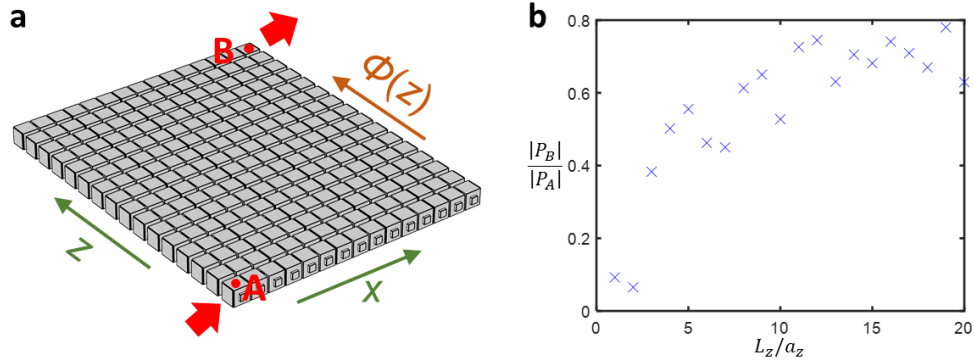 a
B
Φ(z)
z
A
x
b
|P_B|
|P_A|
0.8
0.6
0.4
0.2
0
0 5 10 15 20
L_z/a_z